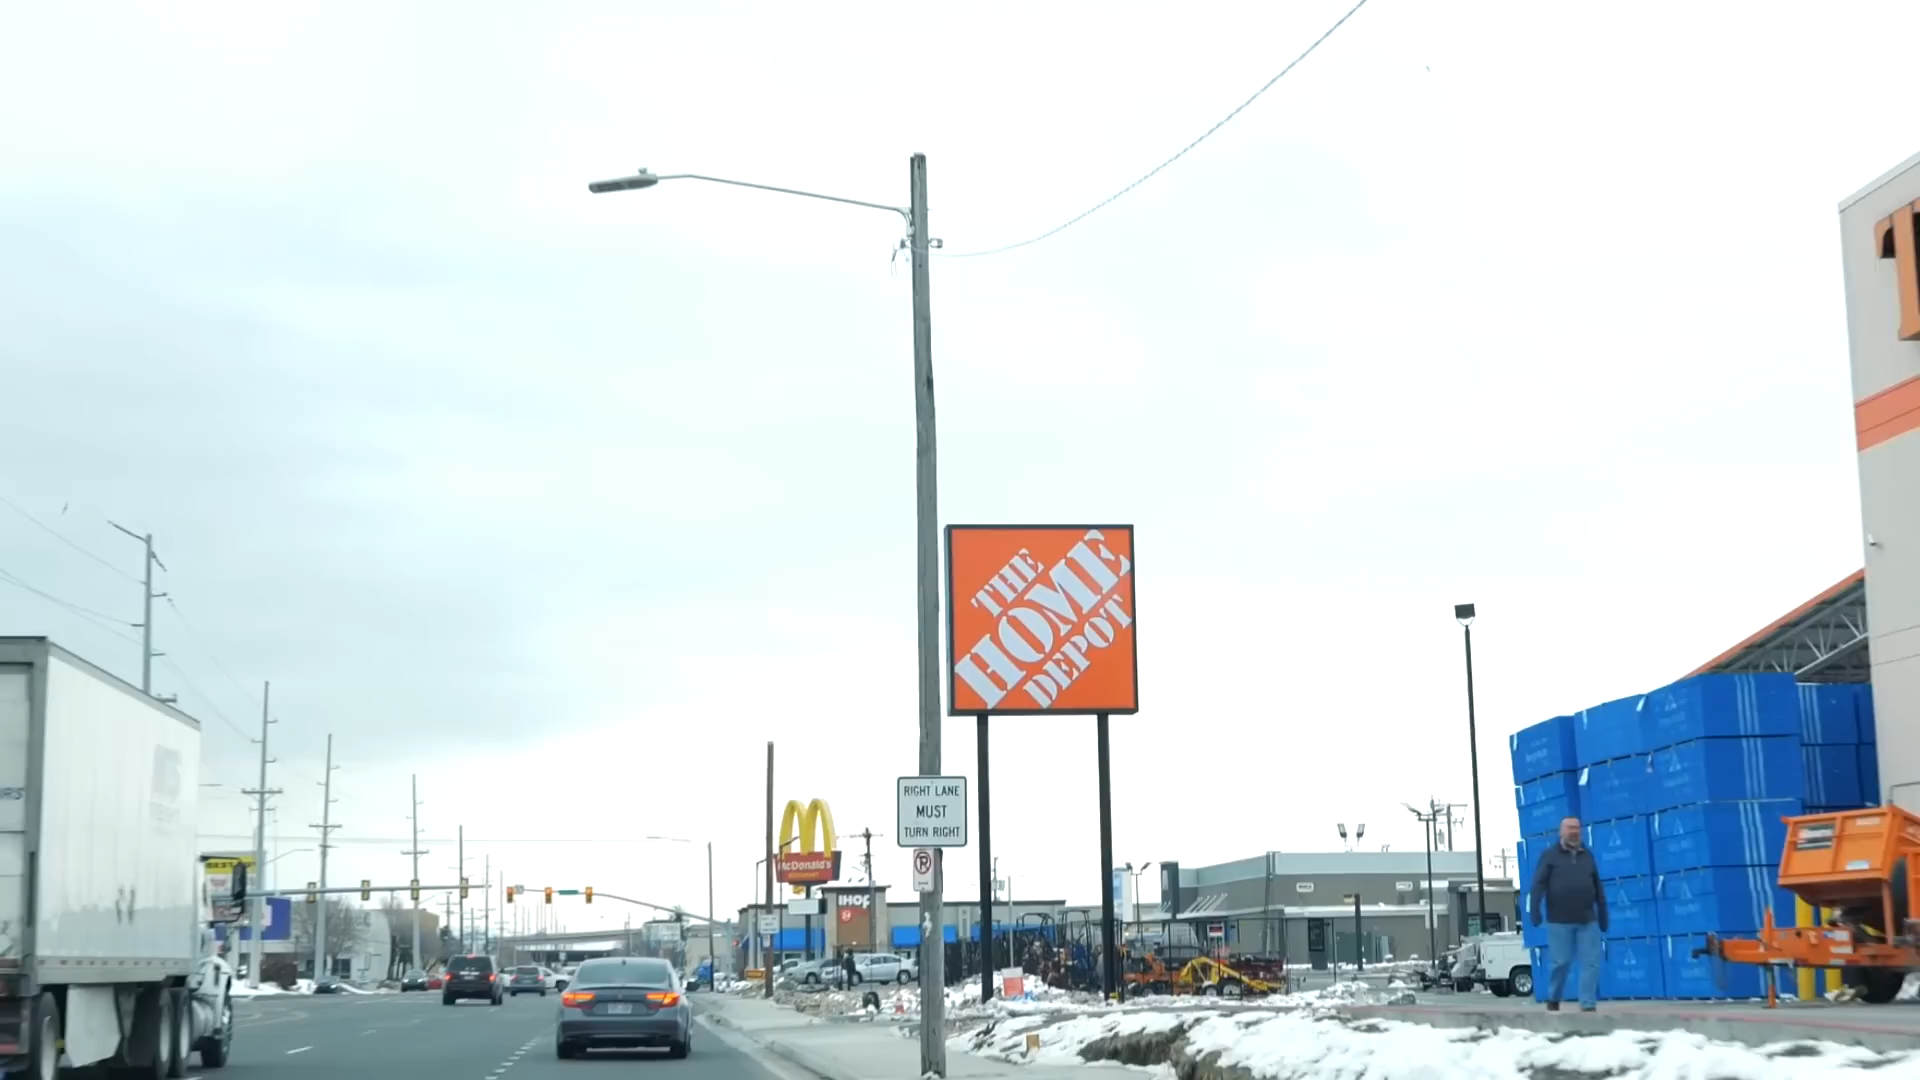 THE
HOME
DEPOT
RIGHT LANE
MUST
TURN RIGHT
McDonald's
IHOP